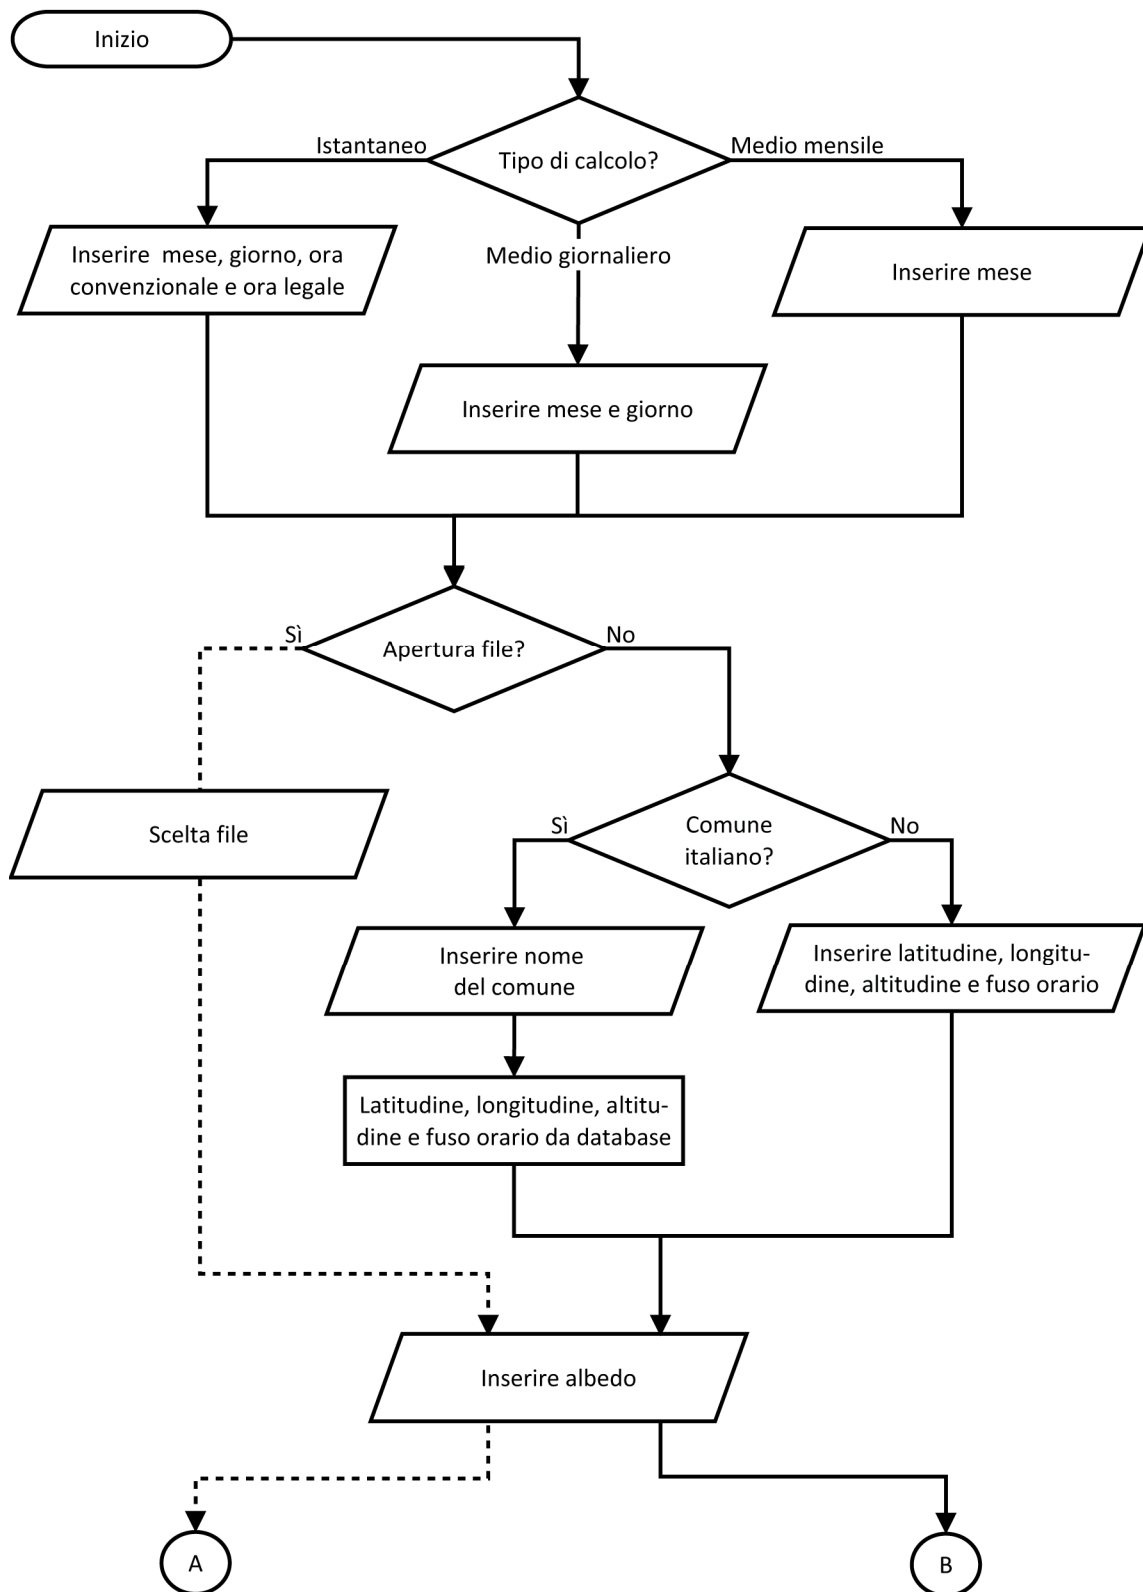 Inizio
Istantaneo
Tipo di calcolo?
Medio mensile
Inserire mese, giorno, ora
convenzionale e ora legale
Medio giornaliero
Inserire mese
Inserire mese e giorno
Sì
Apertura file?
No
Scelta file
Sì
Comune
italiano?
No
Inserire nome
del comune
Inserire latitudine, longitu-
dine, altitudine e fuso orario
Latitudine, longitudine, altitu-
dine e fuso orario da database
Inserire albedo
A
B